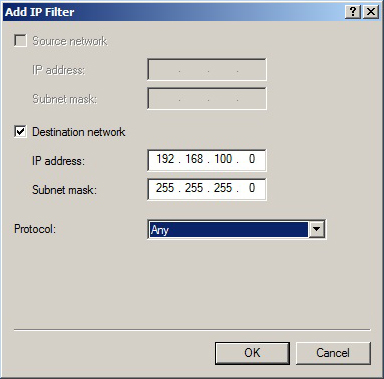 Add IP Filter
Source network
IP address:
. . .
Subnet mask:
. . .
Destination network
IP address: 192 . 168 . 100 . 0
Subnet mask: 255 . 255 . 255 . 0
Protocol: Any
OK Cancel